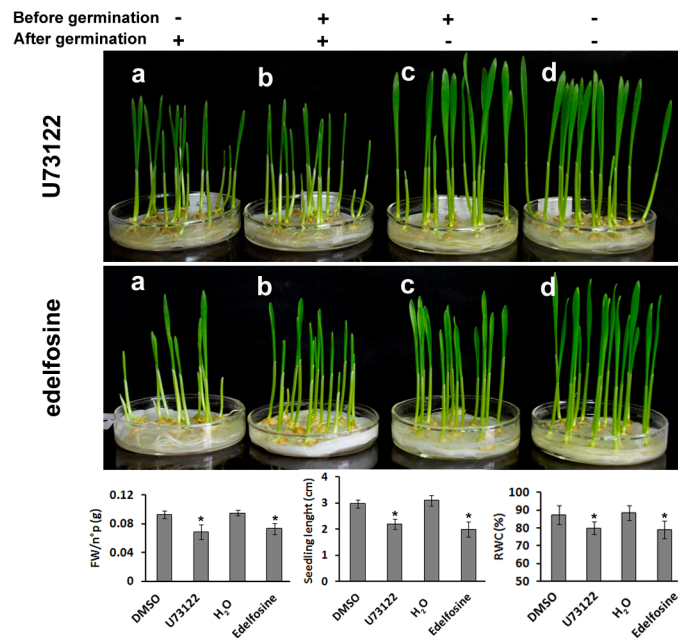 Before germination - + + -
After germination + + - -
U73122
a b c d
edelfosine
a b c d
FW/n°p (g)
0.12
0.08
0.04
0
DMSO
U73122
H2O
Edelfosine
* *
Seedling lenght (cm)
4
3
2
1
0
DMSO
U73122
H2O
Edelfosine
* *
RWC (%)
100
90
80
70
60
50
DMSO
U73122
H2O
Edelfosine
* *